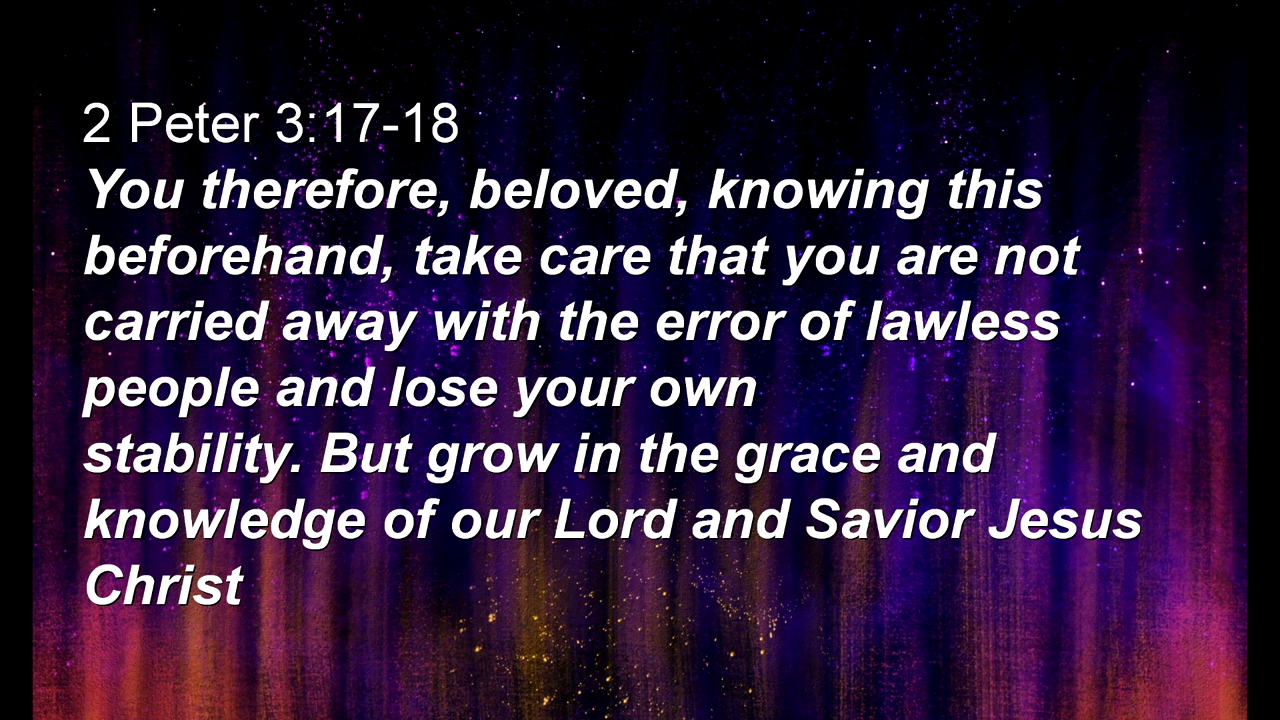 2 Peter 3:17-18
You therefore, beloved, knowing this
beforehand, take care that you are not
carried away with the error of lawless
people and lose your own
stability. But grow in the grace and
knowledge of our Lord and Savior Jesus
Christ